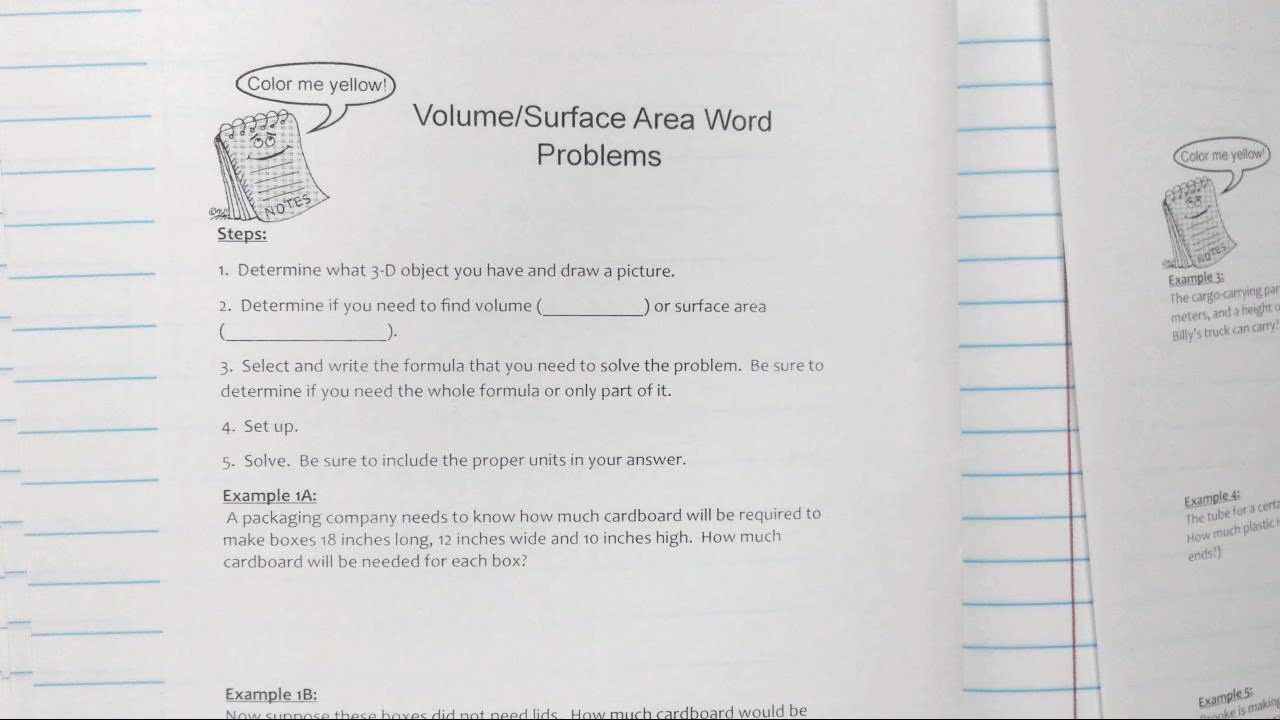 Color me yellow!
Volume/Surface Area Word
Problems
NOTES
Steps:
1. Determine what 3-D object you have and draw a picture.
2. Determine if you need to find volume (___________) or surface area
(_________________).
3. Select and write the formula that you need to solve the problem. Be sure to
determine if you need the whole formula or only part of it.
4. Set up.
5. Solve. Be sure to include the proper units in your answer.
Example 1A:
A packaging company needs to know how much cardboard will be required to
make boxes 18 inches long, 12 inches wide and 10 inches high. How much
cardboard will be needed for each box?
Example 1B:
Now suppose these boxes did not need lids. How much cardboard would be
Color me yellow!
NOTES
Example 3:
The cargo-carrying par
meters, and a height o
Billy's truck can carry?
Example 4:
The tube for a certa
How much plastic
ends?)
Example 5:
Brooke is making